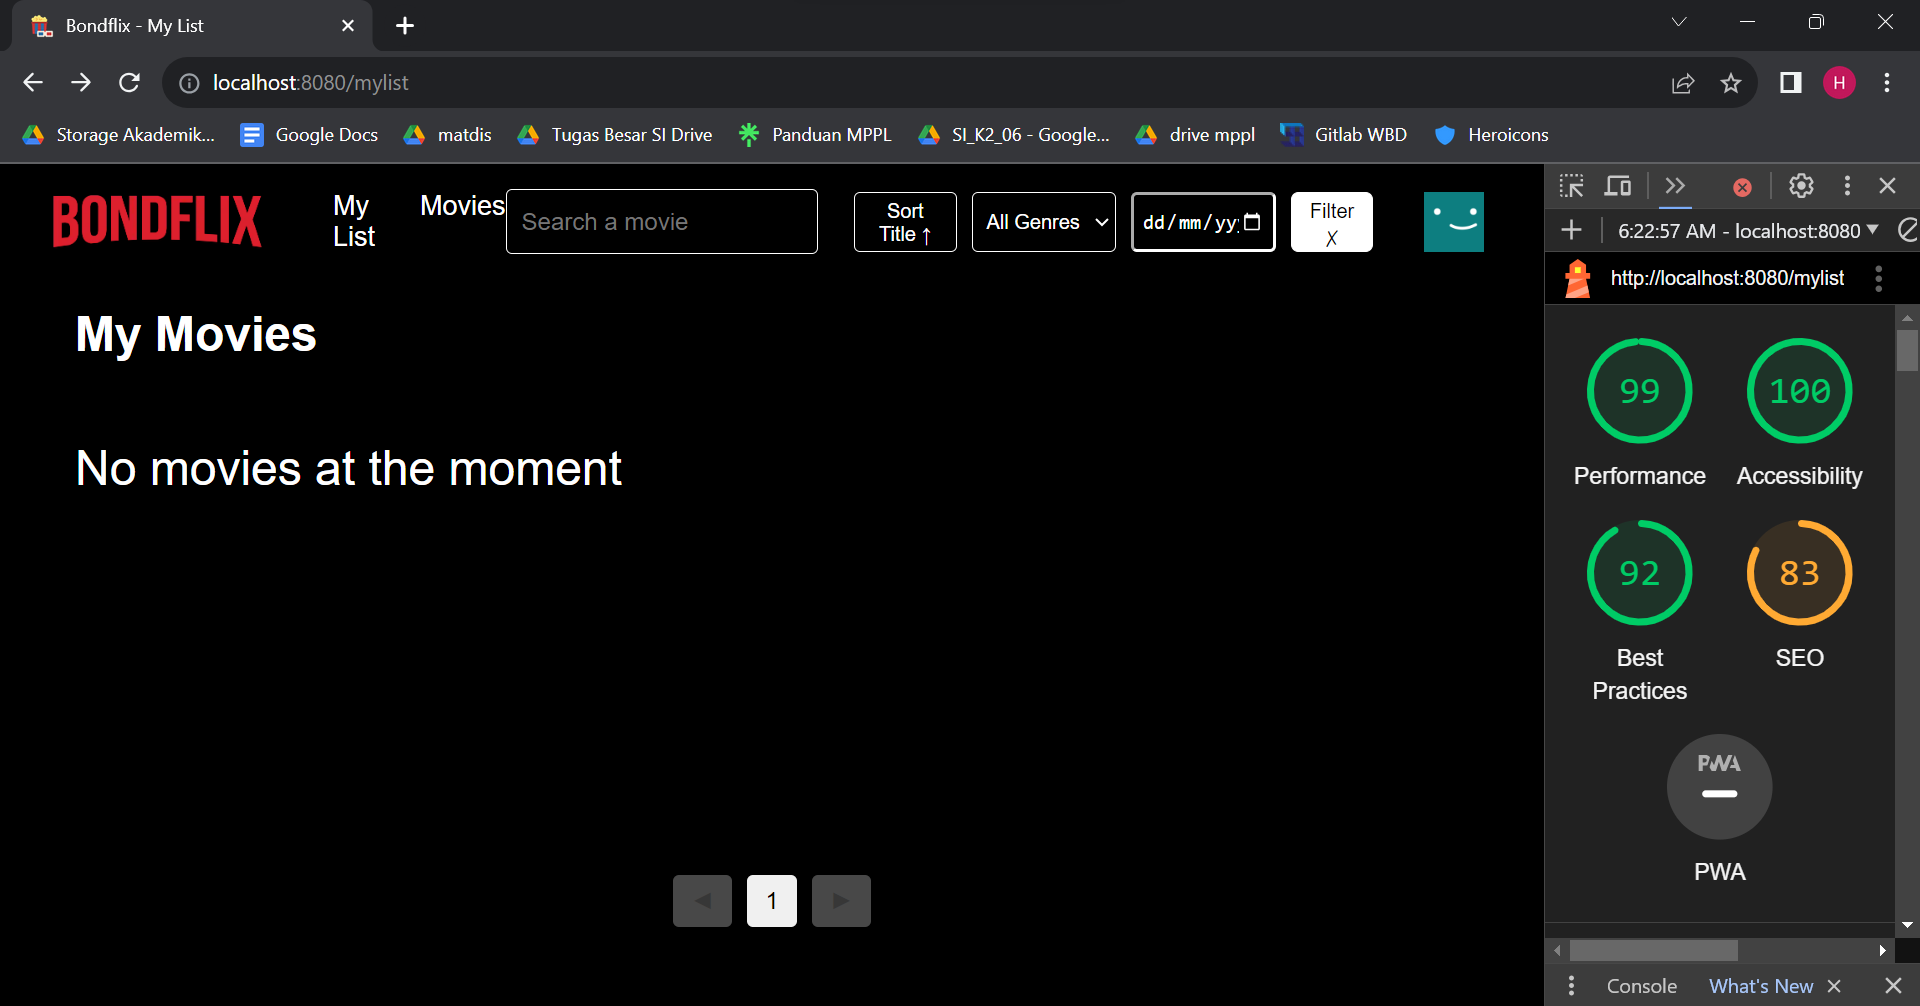 Bondflix - My List
localhost:8080/mylist
H
Storage Akademik...
Google Docs
matdis
Tugas Besar SI Drive
Panduan MPPL
SI_K2_06 - Google...
drive mppl
Gitlab WBD
Heroicons
BONDFLIX
My
List
Movies
Search a movie
Sort
Title ↑
All Genres
dd/mm/yy
Filter
X
My Movies
No movies at the moment
◀
1
▶
6:22:57 AM - localhost:8080
http://localhost:8080/mylist
99
Performance
100
Accessibility
92
Best
Practices
83
SEO
PWA
PWA
Console
What's New